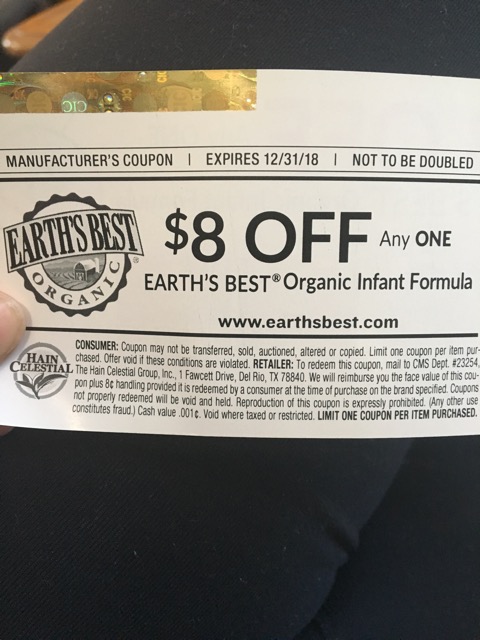 CIC
MANUFACTURER'S COUPON | EXPIRES 12/31/18 | NOT TO BE DOUBLED
EARTH'S BEST®
ORGANIC
$8 OFF Any ONE
EARTH'S BEST® Organic Infant Formula
www.earthsbest.com
HAIN
CELESTIAL
CONSUMER: Coupon may not be transferred, sold, auctioned, altered or copied. Limit one coupon per item pur-
chased. Offer void if these conditions are violated. RETAILER: To redeem this coupon, mail to CMS Dept. #23254,
The Hain Celestial Group, Inc., 1 Fawcett Drive, Del Rio, TX 78840. We will reimburse you the face value of this cou-
pon plus 8¢ handling provided it is redeemed by a consumer at the time of purchase on the brand specified. Coupons
not properly redeemed will be void and held. Reproduction of this coupon is expressly prohibited. (Any other use
constitutes fraud.) Cash value .001¢. Void where taxed or restricted. LIMIT ONE COUPON PER ITEM PURCHASED.